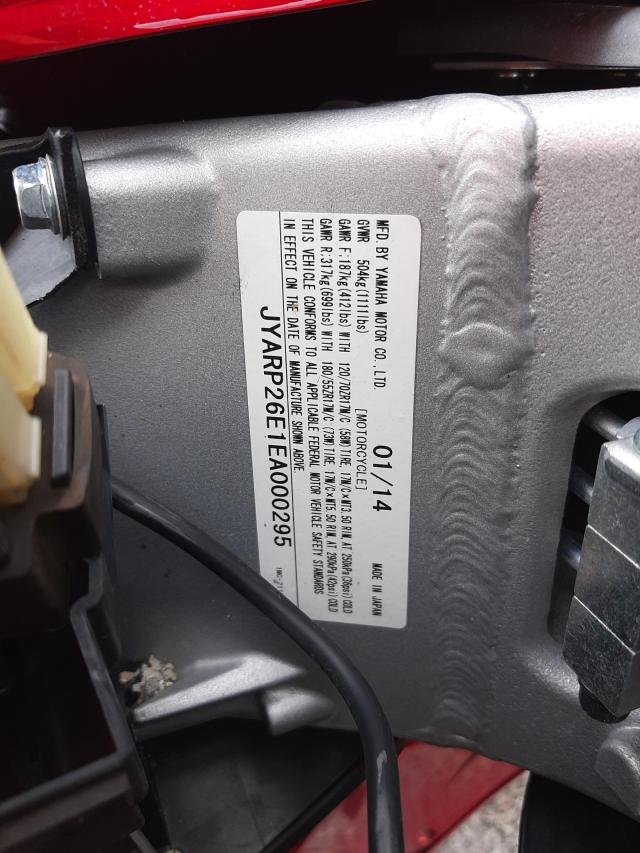 MFD BY YAMAHA MOTOR CO.,LTD. 01/14 MADE IN JAPAN
GVWR 504kg(1111lbs) [MOTORCYCLE]
GAWR F:187kg(412lbs) WITH 120/70ZR17M/C (58W)TIRE, 17M/C×MT3.50 RIM, AT 250kPa(36psi) COLD
GAWR R:317kg(699lbs) WITH 180/55ZR17M/C (73W)TIRE, 17M/C×MT5.50 RIM, AT 290kPa(42psi) COLD
THIS VEHICLE CONFORMS TO ALL APPLICABLE FEDERAL MOTOR VEHICLE SAFETY STANDARDS
IN EFFECT ON THE DATE OF MANUFACTURE SHOWN ABOVE.
JYARP26E1EA000295